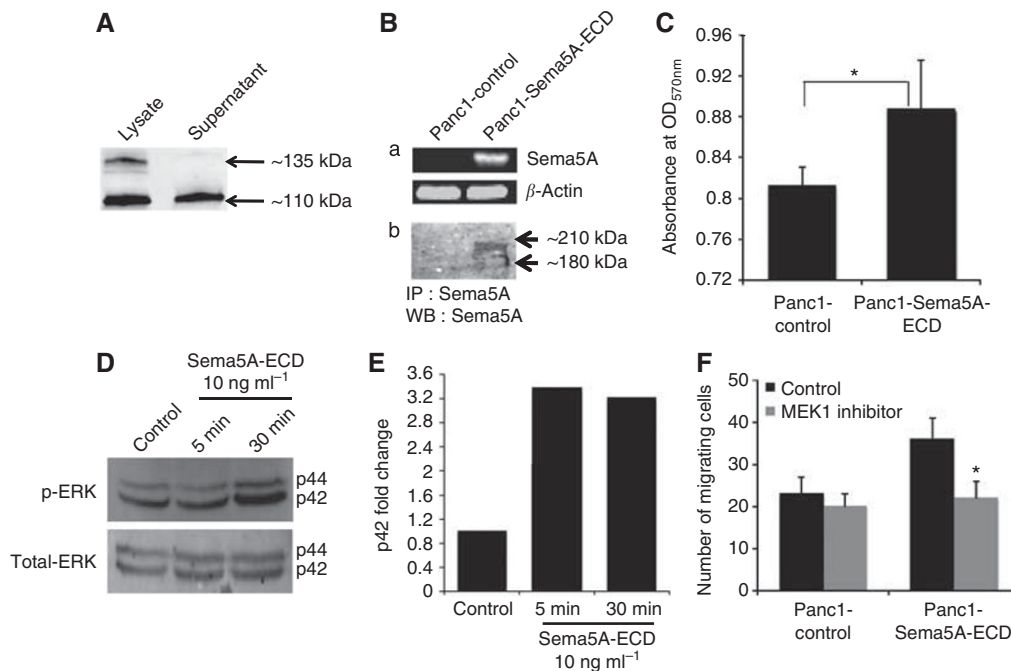 A
Lysate
Supernatant
~135 kDa
~110 kDa
B
Panc1-control
Panc1-Sema5A-ECD
a
Sema5A
β-Actin
b
~210 kDa
~180 kDa
IP : Sema5A
WB : Sema5A
C
Absorbance at OD570nm
0.96
0.92
0.88
0.84
0.8
0.76
0.72
*
Panc1-
control
Panc1-Sema5A-
ECD
D
Sema5A-ECD
10 ng ml⁻¹
Control
5 min
30 min
p-ERK
p44
p42
Total-ERK
p44
p42
E
p42 fold change
3.6
3.2
2.8
2.4
2
1.6
1.2
0.8
0.4
0
Control
5 min
30 min
Sema5A-ECD
10 ng ml⁻¹
F
Number of migrating cells
50
40
30
20
10
0
Control
MEK1 inhibitor
*
Panc1-
control
Panc1-
Sema5A-ECD